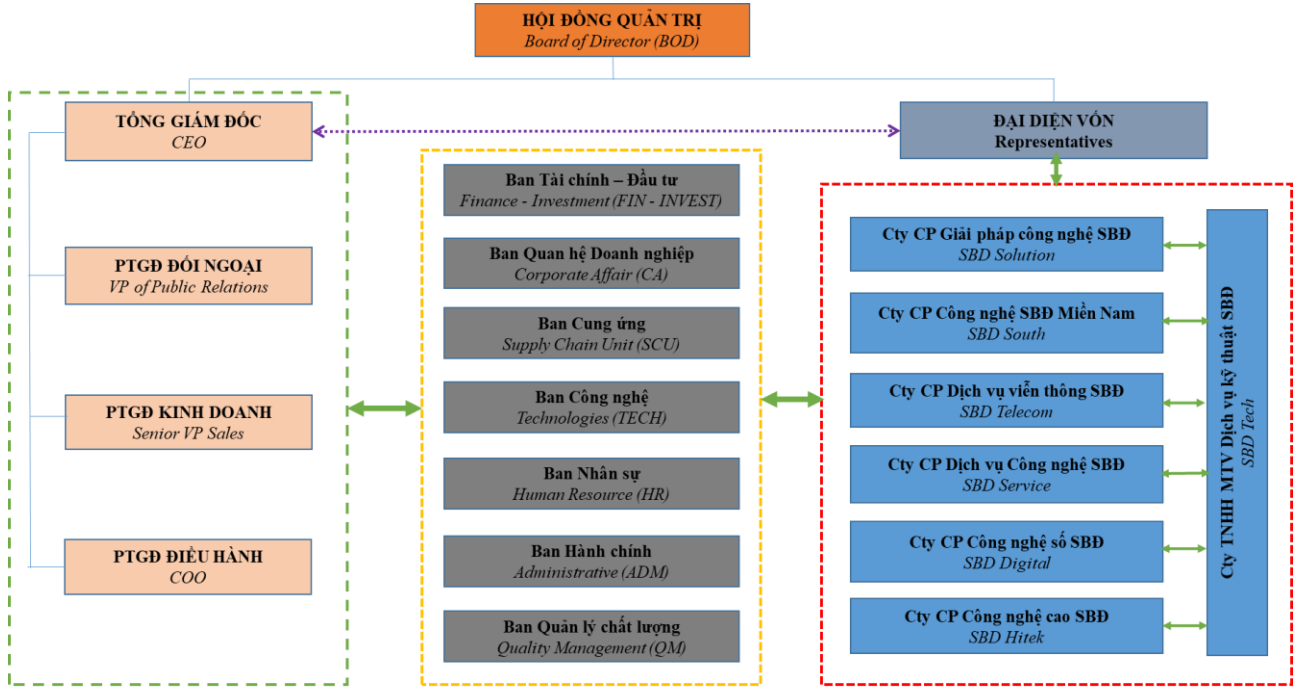 HỘI ĐỒNG QUẢN TRỊ
Board of Director (BOD)
TỔNG GIÁM ĐỐC
CEO
PTGĐ ĐỐI NGOẠI
VP of Public Relations
PTGĐ KINH DOANH
Senior VP Sales
PTGĐ ĐIỀU HÀNH
COO
Ban Tài chính – Đầu tư
Finance - Investment (FIN - INVEST)
Ban Quan hệ Doanh nghiệp
Corporate Affair (CA)
Ban Cung ứng
Supply Chain Unit (SCU)
Ban Công nghệ
Technologies (TECH)
Ban Nhân sự
Human Resource (HR)
Ban Hành chính
Administrative (ADM)
Ban Quản lý chất lượng
Quality Management (QM)
ĐẠI DIỆN VỐN
Representatives
Cty CP Giải pháp công nghệ SBĐ
SBD Solution
Cty CP Công nghệ SBĐ Miền Nam
SBD South
Cty CP Dịch vụ viễn thông SBĐ
SBD Telecom
Cty CP Dịch vụ Công nghệ SBĐ
SBD Service
Cty CP Công nghệ số SBĐ
SBD Digital
Cty CP Công nghệ cao SBĐ
SBD Hitek
Cty TNHH MTV Dịch vụ kỹ thuật SBĐ
SBD Tech